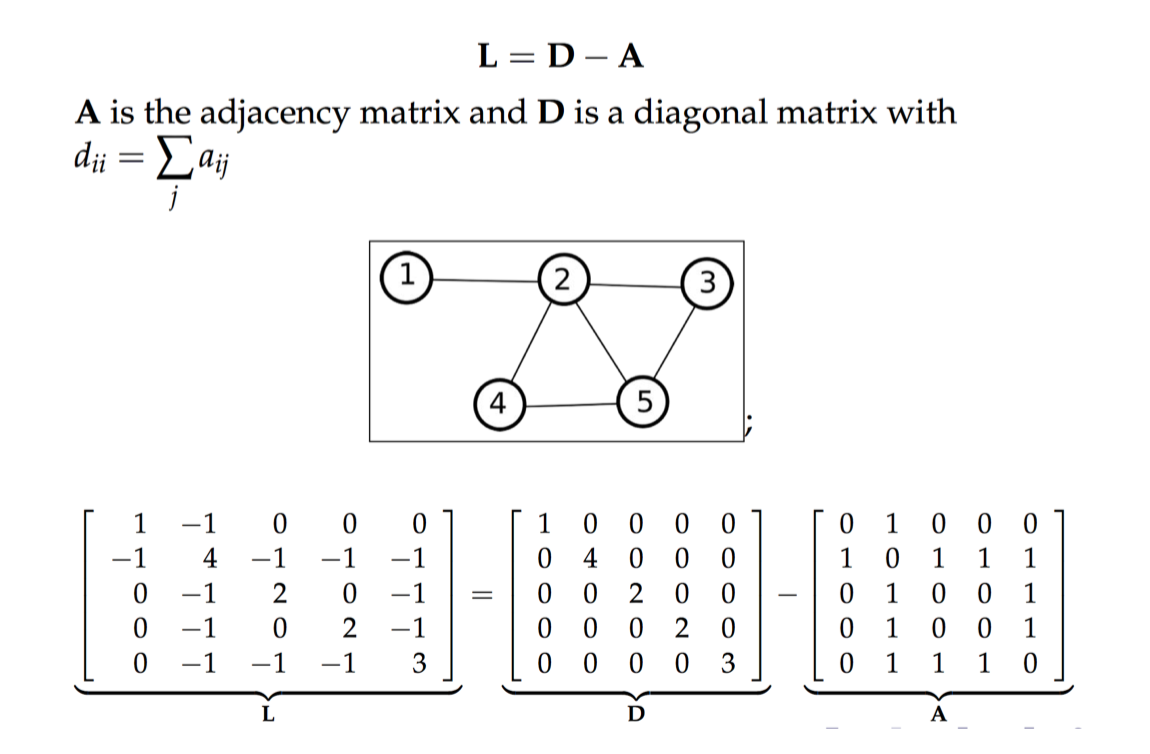 L = D − A
A is the adjacency matrix and D is a diagonal matrix with
dᵢᵢ = ∑ aᵢⱼ
j
1 2 3
4 5
;
1 −1 0 0 0 1 0 0 0 0 0 1 0 0 0
−1 4 −1 −1 −1 0 4 0 0 0 1 0 1 1 1
0 −1 2 0 −1 = 0 0 2 0 0 − 0 1 0 0 1
0 −1 0 2 −1 0 0 0 2 0 0 1 0 0 1
0 −1 −1 −1 3 0 0 0 0 3 0 1 1 1 0
L D A